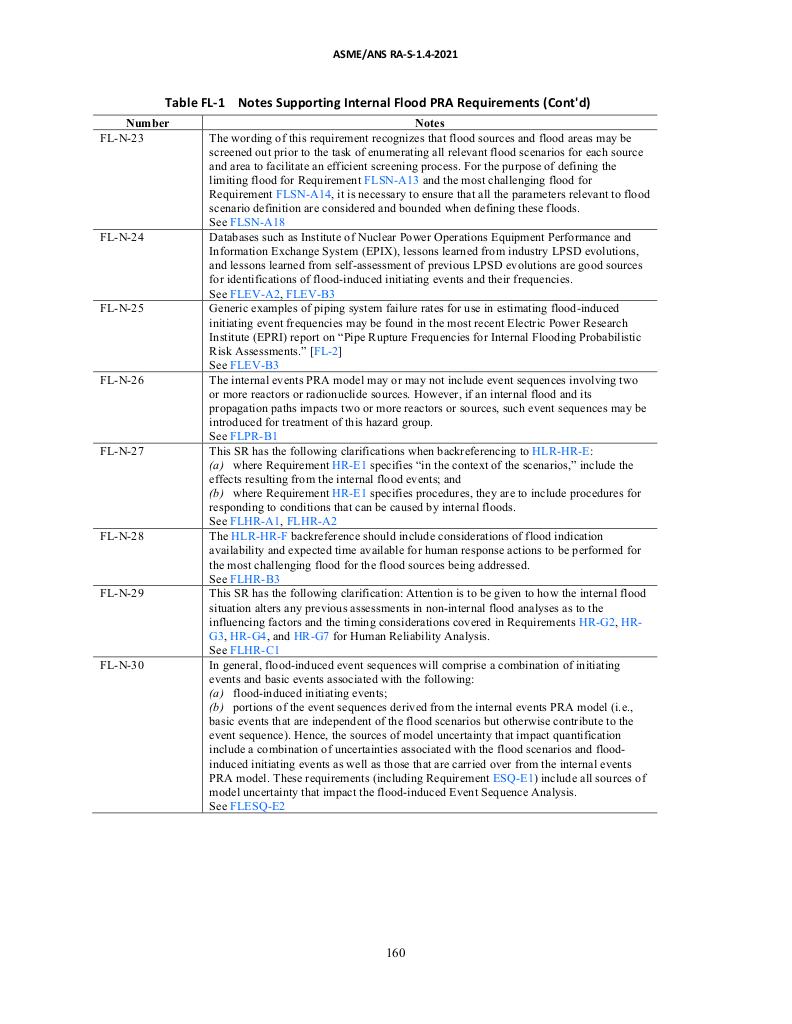 ASME/ANS RA-S-1.4-2021
Table FL-1 Notes Supporting Internal Flood PRA Requirements (Cont'd)
Number Notes
FL-N-23 The wording of this requirement recognizes that flood sources and flood areas may be
screened out prior to the task of enumerating all relevant flood scenarios for each source
and area to facilitate an efficient screening process. For the purpose of defining the
limiting flood for Requirement FLSN-A13 and the most challenging flood for
Requirement FLSN-A14, it is necessary to ensure that all the parameters relevant to flood
scenario definition are considered and bounded when defining these floods.
See FLSN-A18
FL-N-24 Databases such as Institute of Nuclear Power Operations Equipment Performance and
Information Exchange System (EPIX), lessons learned from industry LPSD evolutions,
and lessons learned from self-assessment of previous LPSD evolutions are good sources
for identifications of flood-induced initiating events and their frequencies.
See FLEV-A2, FLEV-B3
FL-N-25 Generic examples of piping system failure rates for use in estimating flood-induced
initiating event frequencies may be found in the most recent Electric Power Research
Institute (EPRI) report on “Pipe Rupture Frequencies for Internal Flooding Probabilistic
Risk Assessments.” [FL-2]
See FLEV-B3
FL-N-26 The internal events PRA model may or may not include event sequences involving two
or more reactors or radionuclide sources. However, if an internal flood and its
propagation paths impacts two or more reactors or sources, such event sequences may be
introduced for treatment of this hazard group.
See FLPR-B1
FL-N-27 This SR has the following clarifications when backreferencing to HLR-HR-E:
(a) where Requirement HR-E1 specifies “in the context of the scenarios,” include the
effects resulting from the internal flood events; and
(b) where Requirement HR-E1 specifies procedures, they are to include procedures for
responding to conditions that can be caused by internal floods.
See FLHR-A1, FLHR-A2
FL-N-28 The HLR-HR-F backreference should include considerations of flood indication
availability and expected time available for human response actions to be performed for
the most challenging flood for the flood sources being addressed.
See FLHR-B3
FL-N-29 This SR has the following clarification: Attention is to be given to how the internal flood
situation alters any previous assessments in non-internal flood analyses as to the
influencing factors and the timing considerations covered in Requirements HR-G2, HR-
G3, HR-G4, and HR-G7 for Human Reliability Analysis.
See FLHR-C1
FL-N-30 In general, flood-induced event sequences will comprise a combination of initiating
events and basic events associated with the following:
(a) flood-induced initiating events;
(b) portions of the event sequences derived from the internal events PRA model (i.e.,
basic events that are independent of the flood scenarios but otherwise contribute to the
event sequence). Hence, the sources of model uncertainty that impact quantification
include a combination of uncertainties associated with the flood scenarios and flood-
induced initiating events as well as those that are carried over from the internal events
PRA model. These requirements (including Requirement ESQ-E1) include all sources of
model uncertainty that impact the flood-induced Event Sequence Analysis.
See FLESQ-E2
160